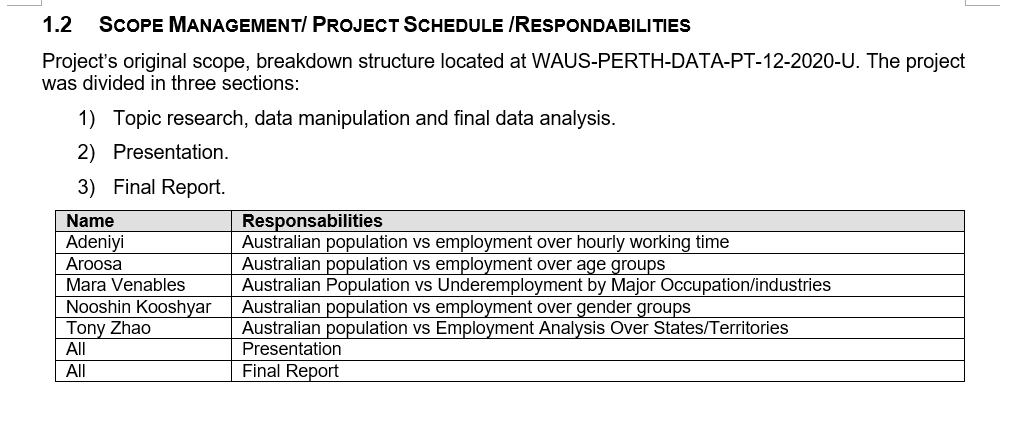 1.2 SCOPE MANAGEMENT/ PROJECT SCHEDULE /RESPONDABILITIES
Project's original scope, breakdown structure located at WAUS-PERTH-DATA-PT-12-2020-U. The project
was divided in three sections:
1) Topic research, data manipulation and final data analysis.
2) Presentation.
3) Final Report.
Name Responsabilities
Adeniyi Australian population vs employment over hourly working time
Aroosa Australian population vs employment over age groups
Mara Venables Australian Population vs Underemployment by Major Occupation/industries
Nooshin Kooshyar Australian population vs employment over gender groups
Tony Zhao Australian population vs Employment Analysis Over States/Territories
All Presentation
All Final Report